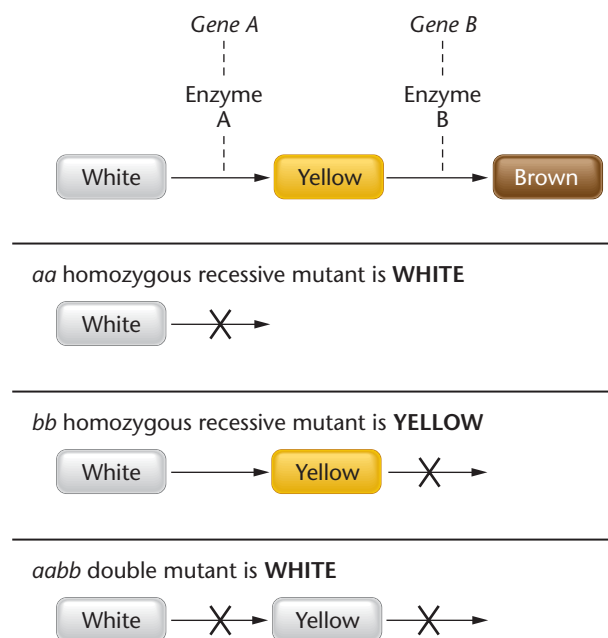 Gene A Gene B
Enzyme A Enzyme B
White Yellow Brown
aa homozygous recessive mutant is WHITE
White
bb homozygous recessive mutant is YELLOW
White Yellow
aabb double mutant is WHITE
White Yellow